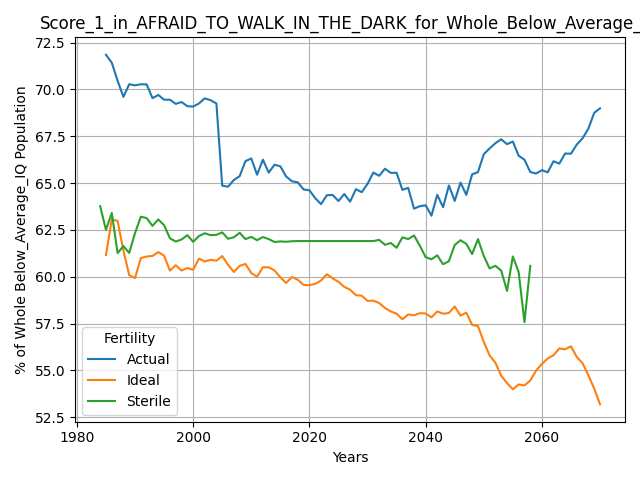 Score_1_in_AFRAID_TO_WALK_IN_THE_DARK_for_Whole_Below_Average_
72.5
70.0
67.5
65.0
62.5
60.0
57.5
55.0
52.5
% of Whole Below_Average_IQ Population
Fertility
Actual
Ideal
Sterile
1980
2000
2020
2040
2060
Years